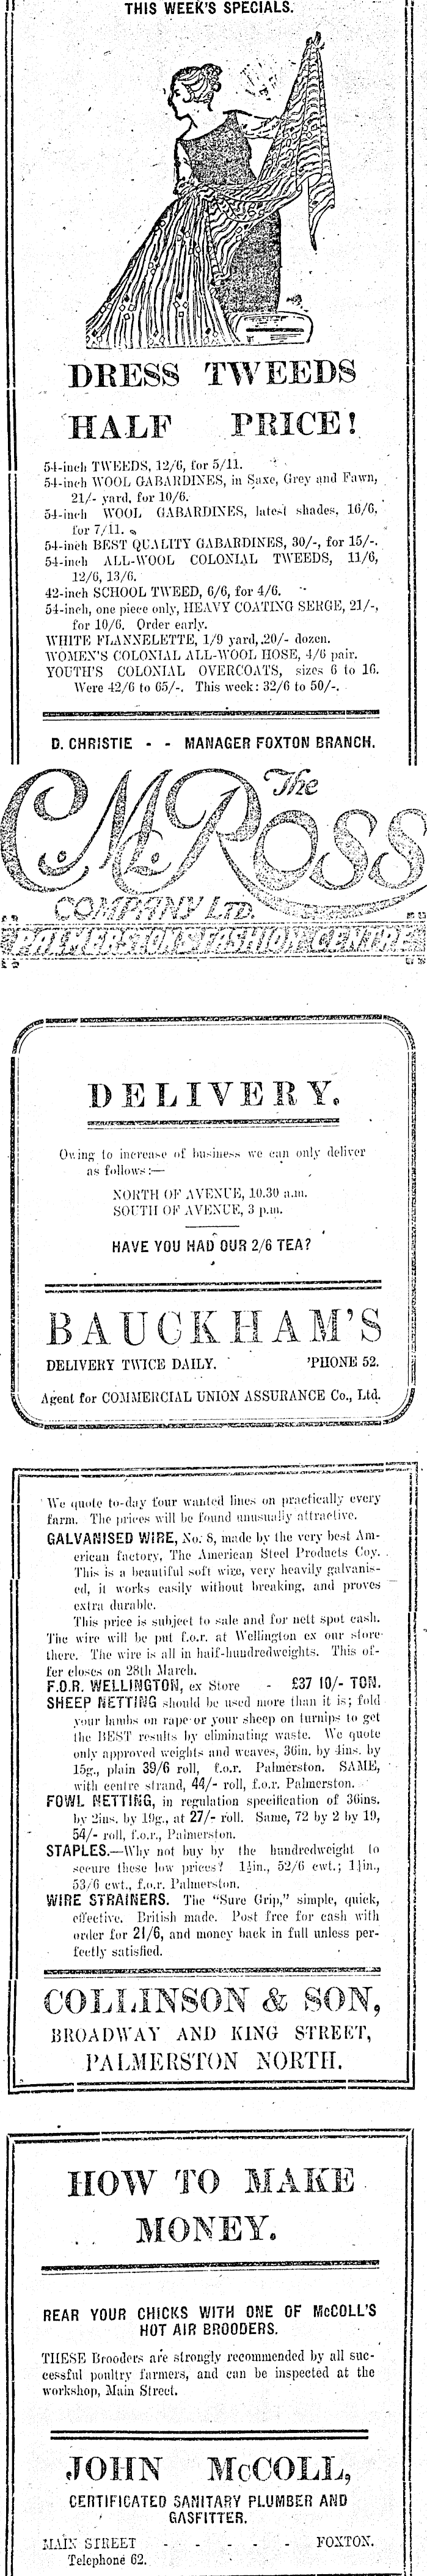 THIS WEEK'S SPECIALS.
DRESS TWEEDS
HALF PRICE!
54-inch TWEEDS, 12/6, for 5/11.
54-inch WOOL GABARDINES, in Saxe, Grey and Fawn,
21/- yard, for 10/6.
54-inch WOOL GABARDINES, latest shades, 16/6,
for 7/11.
54-inch BEST QUALITY GABARDINES, 30/-, for 15/-.
54-inch ALL-WOOL COLONIAL TWEEDS, 11/6,
12/6, 13/6.
42-inch SCHOOL TWEED, 6/6, for 4/6.
54-inch, one piece only, HEAVY COATING SERGE, 21/-,
for 10/6. Order early.
WHITE FLANNELETTE, 1/9 yard, 20/- dozen.
WOMEN'S COLONIAL ALL-WOOL HOSE, 4/6 pair.
YOUTH'S COLONIAL OVERCOATS, sizes 6 to 16.
Were 42/6 to 65/-. This week: 32/6 to 50/-.
D. CHRISTIE - - MANAGER FOXTON BRANCH.
The
C. M. ROSS
COMPANY LTD.
PALMERSTON'S FASHION CENTRE
DELIVERY.
Owing to increase of business we can only deliver
as follows:—
NORTH OF AVENUE, 10.30 a.m.
SOUTH OF AVENUE, 3 p.m.
HAVE YOU HAD OUR 2/6 TEA?
BAUCKHAM'S
DELIVERY TWICE DAILY. 'PHONE 52.
Agent for COMMERCIAL UNION ASSURANCE Co., Ltd.
We quote to-day four wanted lines on practically every
farm. The prices will be found unusually attractive.
GALVANISED WIRE, No. 8, made by the very best Am-
erican factory, The American Steel Products Coy.
This is a beautiful soft wire, very heavily galvanis-
ed, it works easily without breaking, and proves
extra durable.
This price is subject to sale and for nett spot cash.
The wire will be put f.o.r. at Wellington ex our store
there. The wire is all in half-hundredweights. This of-
fer closes on 28th March.
F.O.R. WELLINGTON, ex Store - £37 10/- TON.
SHEEP NETTING should be used more than it is; fold
your lambs on rape or your sheep on turnips to get
the BEST results by eliminating waste. We quote
only approved weights and weaves, 36in. by 4ins. by
15g., plain 39/6 roll, f.o.r. Palmerston. SAME,
with centre strand, 44/- roll, f.o.r. Palmerston.
FOWL NETTING, in regulation specification of 36ins.
by 2ins. by 19g., at 27/- roll. Same, 72 by 2 by 19,
54/- roll, f.o.r., Palmerston.
STAPLES.—Why not buy by the hundredweight to
secure these low prices? 1½in., 52/6 cwt.; 1¼in.,
53/6 cwt., f.o.r. Palmerston.
WIRE STRAINERS. The "Sure Grip," simple, quick,
effective. British made. Post free for cash with
order for 21/6, and money back in full unless per-
fectly satisfied.
COLLINSON & SON,
BROADWAY AND KING STREET,
PALMERSTON NORTH.
HOW TO MAKE
MONEY.
REAR YOUR CHICKS WITH ONE OF McCOLL'S
HOT AIR BROODERS.
THESE Brooders are strongly recommended by all suc-
cessful poultry farmers, and can be inspected at the
workshop, Main Street.
JOHN McCOLL,
CERTIFICATED SANITARY PLUMBER AND
GASFITTER.
MAIN STREET - - - - - FOXTON.
Telephone 62.